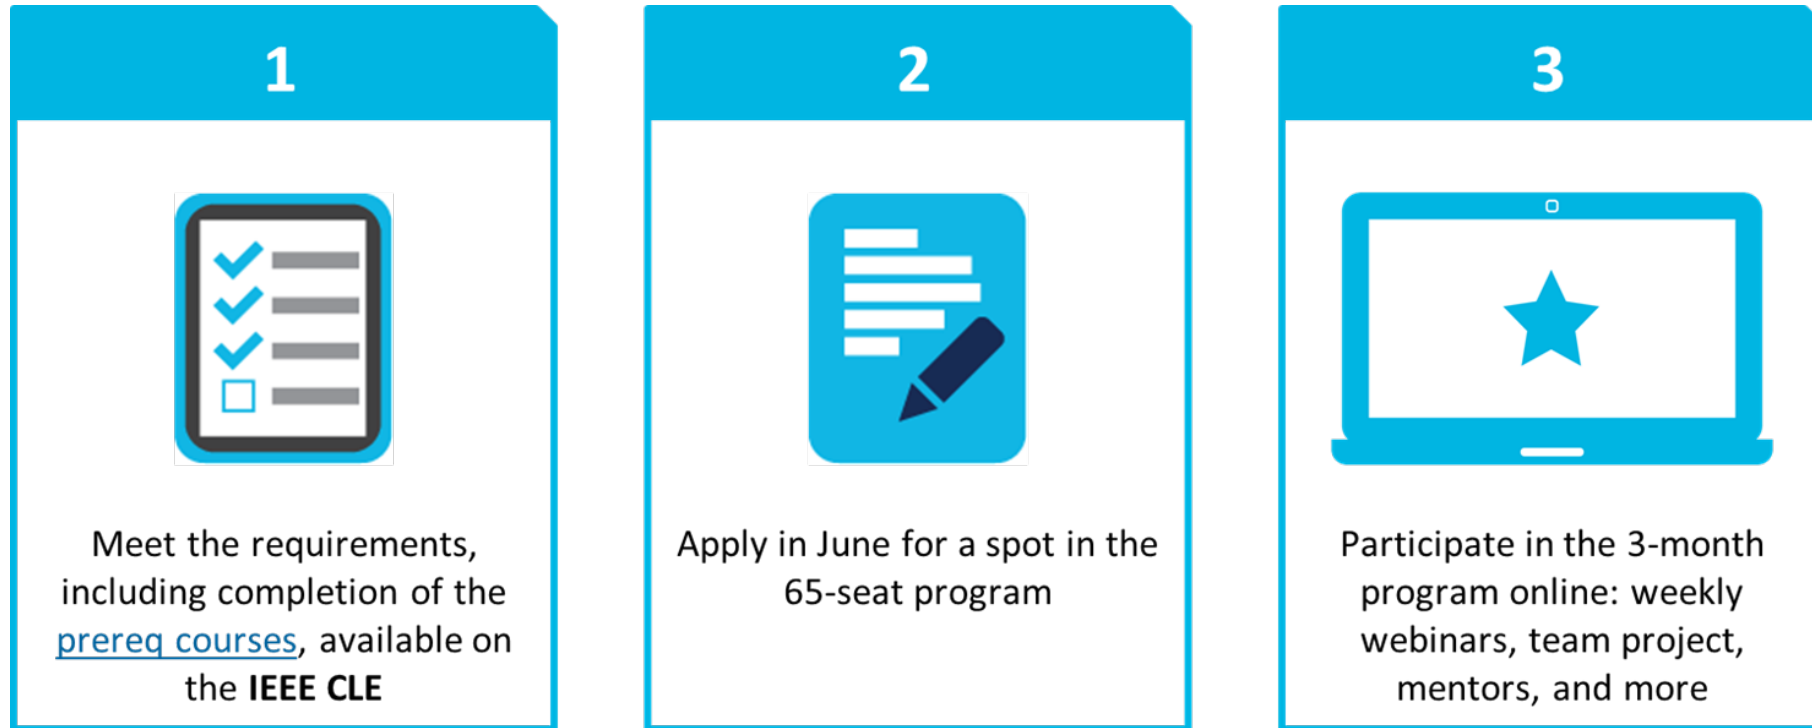 1
Meet the requirements,
including completion of the
prereq courses, available on
the IEEE CLE
2
Apply in June for a spot in the
65-seat program
3
Participate in the 3-month
program online: weekly
webinars, team project,
mentors, and more